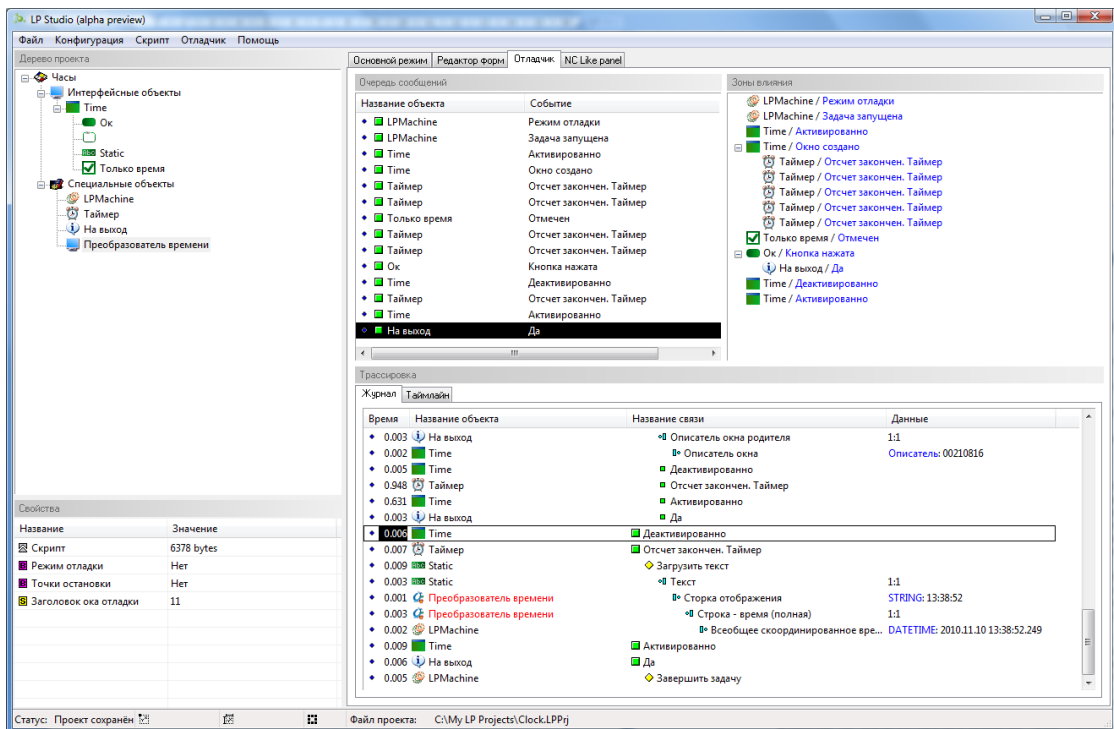 LP Studio (alpha preview)
Файл Конфигурация Скрипт Отладчик Помощь
Дерево проекта
Часы
Интерфейсные объекты
Time
Ок
Static
Только время
Специальные объекты
LPMachine
Таймер
На выход
Преобразователь времени
Свойства
Название Значение
Скрипт 6378 bytes
Режим отладки Нет
Точки остановки Нет
Заголовок ока отладки 11
Основной режим Редактор форм Отладчик NC Like panel
Очередь сообщений
Название объекта Событие
LPMachine Режим отладки
LPMachine Задача запущена
Time Активированно
Time Окно создано
Таймер Отсчет закончен. Таймер
Таймер Отсчет закончен. Таймер
Только время Отмечен
Таймер Отсчет закончен. Таймер
Таймер Отсчет закончен. Таймер
Ок Кнопка нажата
Time Деактивированно
Таймер Отсчет закончен. Таймер
Time Активированно
На выход Да
Зоны влияния
LPMachine / Режим отладки
LPMachine / Задача запущена
Time / Активированно
Time / Окно создано
Таймер / Отсчет закончен. Таймер
Таймер / Отсчет закончен. Таймер
Таймер / Отсчет закончен. Таймер
Таймер / Отсчет закончен. Таймер
Таймер / Отсчет закончен. Таймер
Только время / Отмечен
Ок / Кнопка нажата
На выход / Да
Time / Деактивированно
Time / Активированно
Трассировка
Журнал Таймлайн
Время Название объекта Название связи Данные
0.003 На выход Описатель окна родителя 1:1
0.002 Time Описатель окна Описатель: 00210816
0.005 Time Деактивированно
0.948 Таймер Отсчет закончен. Таймер
0.631 Time Активированно
0.003 На выход Да
0.006 Time Деактивированно
0.007 Таймер Отсчет закончен. Таймер
0.009 Static Загрузить текст
0.003 Static Текст 1:1
0.001 Преобразователь времени Сторка отображения STRING: 13:38:52
0.003 Преобразователь времени Строка - время (полная) 1:1
0.002 LPMachine Всеобщее скоординированное вре... DATETIME: 2010.11.10 13:38:52.249
0.009 Time Активированно
0.006 На выход Да
0.005 LPMachine Завершить задачу
Статус: Проект сохранён
Файл проекта: C:\My LP Projects\Clock.LPPrj